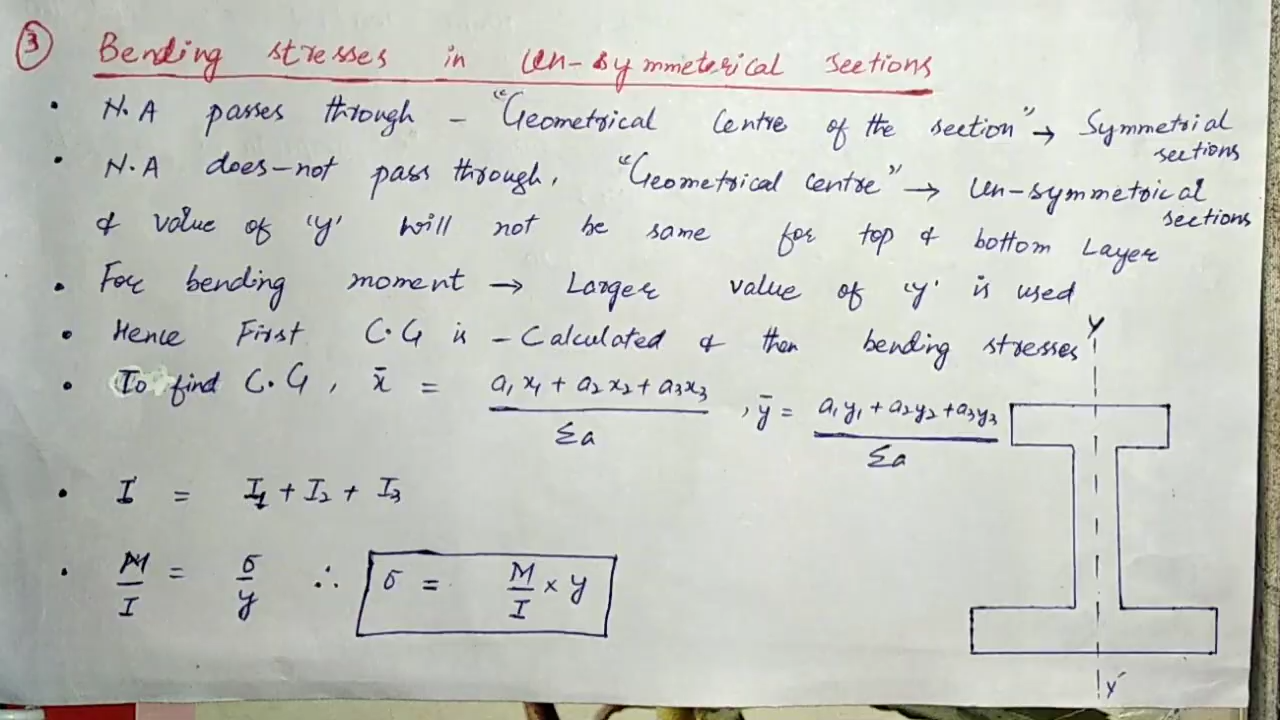 3 Bending stresses in Un-symmetrical sections
• N.A passes through - "Geometrical Centre of the section" → Symmetrial sections
• N.A does-not pass through, "Geometrical centre" → Un-symmetrical sections
& value of 'y' will not be same for top & bottom Layer
• For bending moment → Larger value of 'y' is used
• Hence First C.G is - Calculated & then bending stresses
• To find C.G, x̄ = a₁x₁ + a₂x₂ + a₃x₃ / Σa , ȳ = a₁y₁ + a₂y₂ + a₃y₃ / Σa
• I = I₁ + I₂ + I₃
• M/I = σ/y ∴ σ = M/I × y
Y
Y